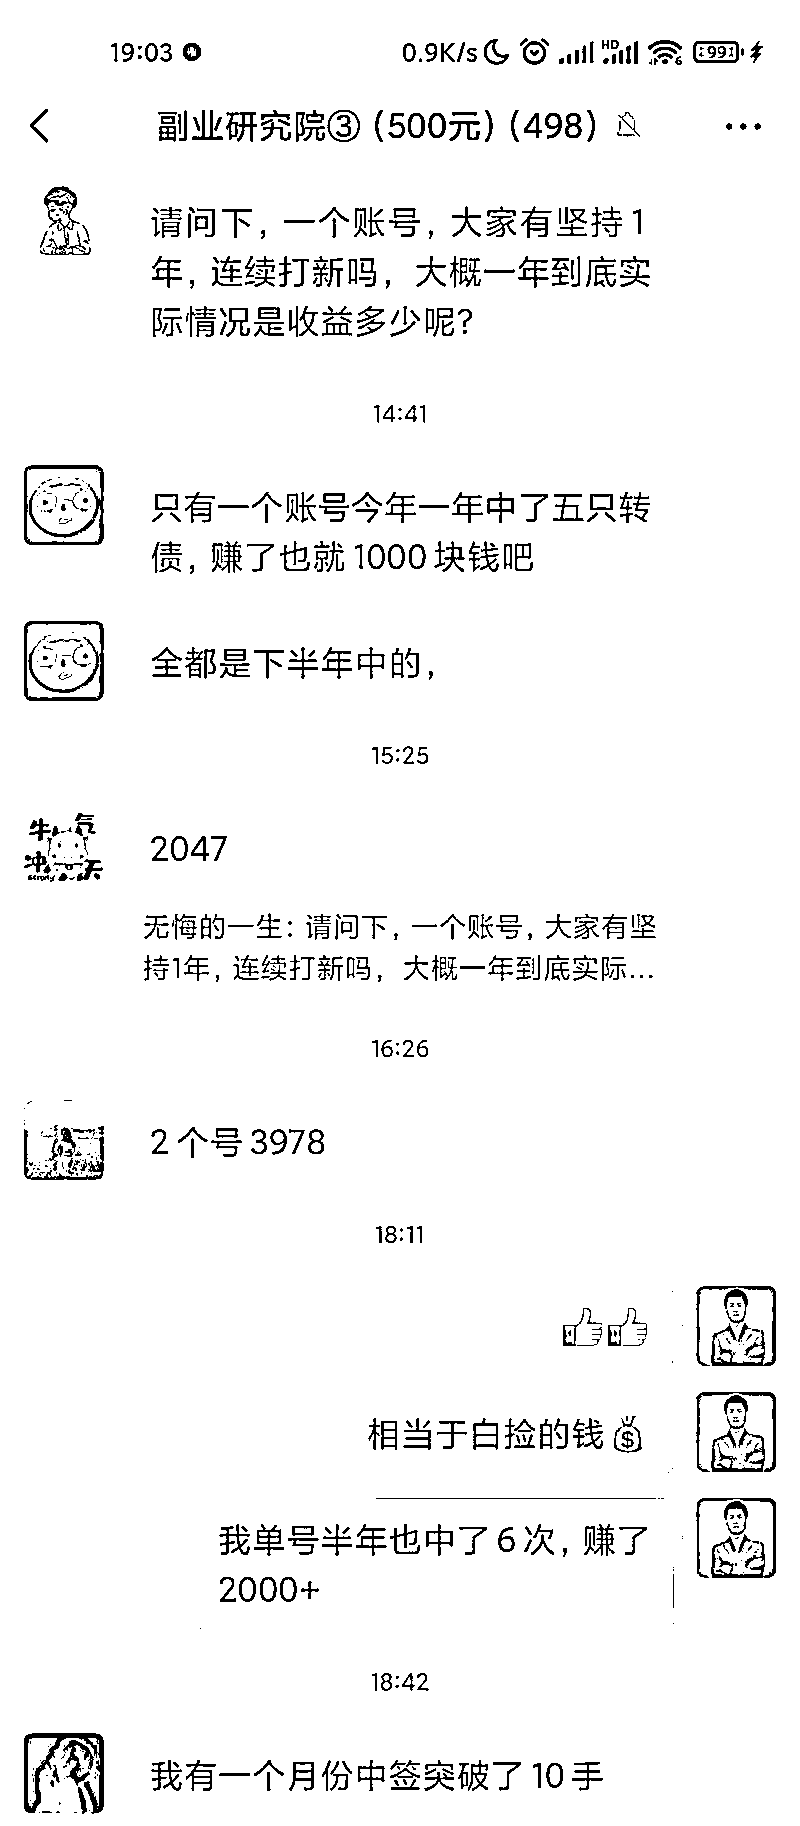 19:03
0.9K/s HD 6 99
副业研究院③（500元）（498）
请问下，一个账号，大家有坚持1
年，连续打新吗，大概一年到底实
际情况是收益多少呢？
14:41
只有一个账号今年一年中了五只转
债，赚了也就1000块钱吧
全都是下半年中的，
15:25
牛气
冲天
2047
无悔的一生：请问下，一个账号，大家有坚
持1年，连续打新吗，大概一年到底实际...
16:26
2个号3978
18:11
相当于白捡的钱
我单号半年也中了6次，赚了
2000+
18:42
我有一个月份中签突破了10手